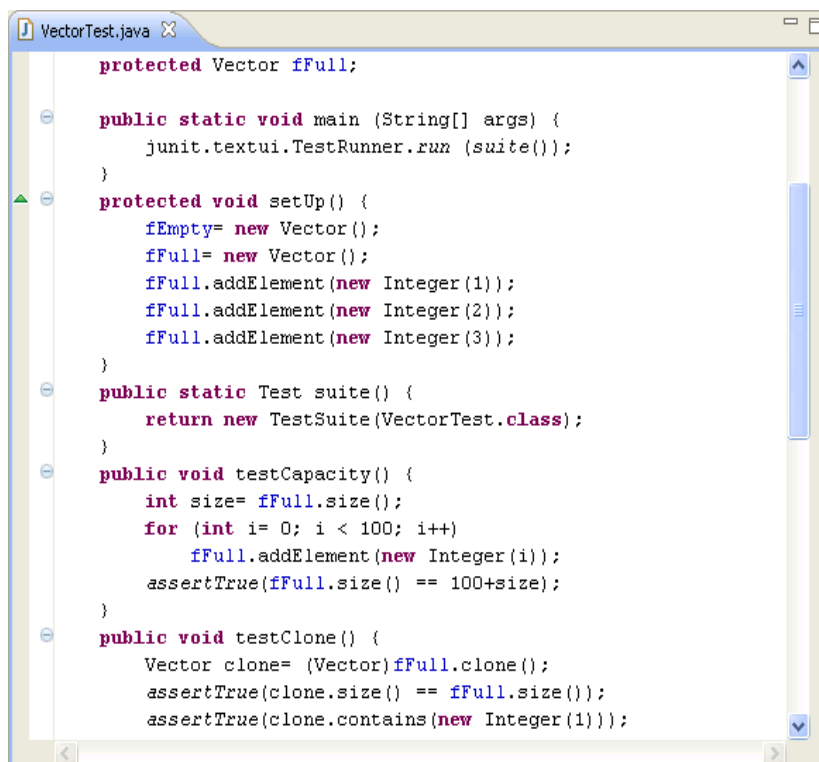 VectorTest.java
protected Vector fFull;
public static void main (String[] args) {
junit.textui.TestRunner.run (suite());
}
protected void setUp() {
fEmpty= new Vector();
fFull= new Vector();
fFull.addElement(new Integer(1));
fFull.addElement(new Integer(2));
fFull.addElement(new Integer(3));
}
public static Test suite() {
return new TestSuite(VectorTest.class);
}
public void testCapacity() {
int size= fFull.size();
for (int i= 0; i < 100; i++)
fFull.addElement(new Integer(i));
assertTrue(fFull.size() == 100+size);
}
public void testClone() {
Vector clone= (Vector)fFull.clone();
assertTrue(clone.size() == fFull.size());
assertTrue(clone.contains(new Integer(1)));